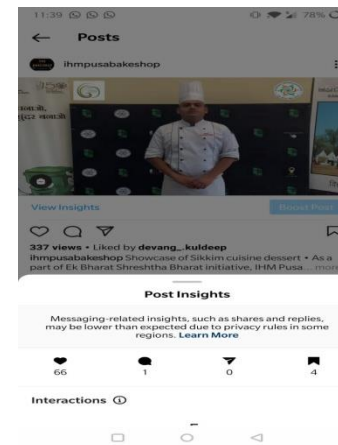 11:39
78%
Posts
ihmpusabakeshop
View Insights
Boost Post
337 views • Liked by devang_.kuldeep
ihmpusabakeshop Showcase of Sikkim cuisine dessert • As a
part of Ek Bharat Shreshtha Bharat initiative, IHM Pusa... more
Post Insights
Messaging-related insights, such as shares and replies,
may be lower than expected due to privacy rules in some
regions. Learn More
66 1 0 4
Interactions